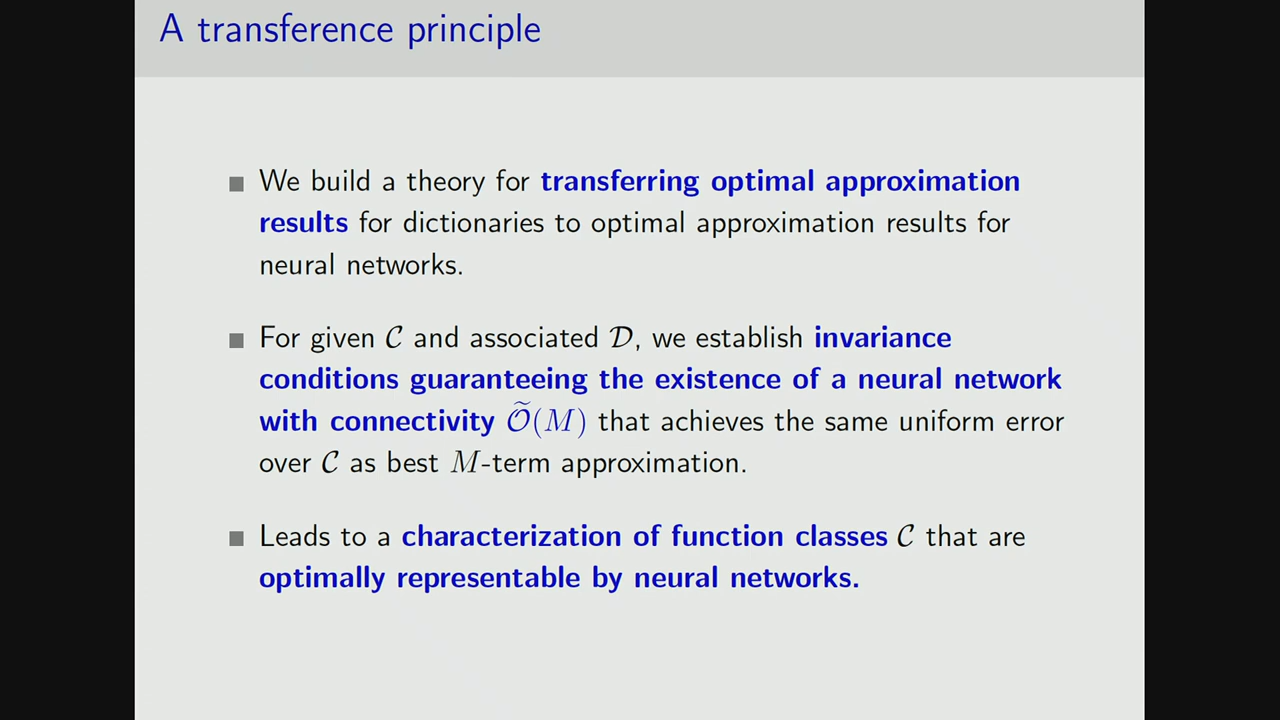 A transference principle
We build a theory for transferring optimal approximation
results for dictionaries to optimal approximation results for
neural networks.
For given 𝒞 and associated 𝒟, we establish invariance
conditions guaranteeing the existence of a neural network
with connectivity 𝒪̃(M) that achieves the same uniform error
over 𝒞 as best M-term approximation.
Leads to a characterization of function classes 𝒞 that are
optimally representable by neural networks.